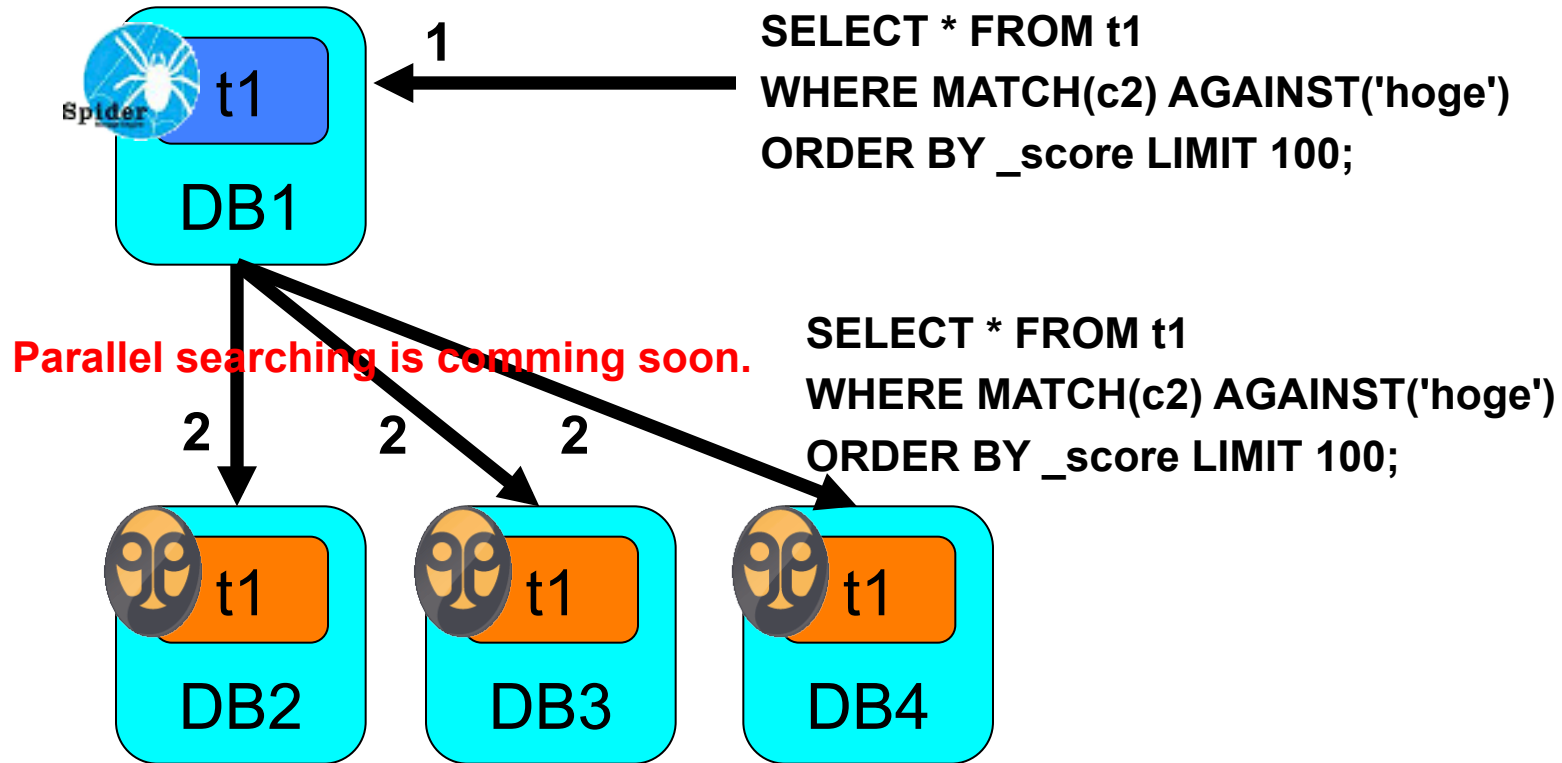 1
SELECT * FROM t1
WHERE MATCH(c2) AGAINST('hoge')
ORDER BY _score LIMIT 100;
Spider
t1
DB1
Parallel searching is comming soon.
SELECT * FROM t1
WHERE MATCH(c2) AGAINST('hoge')
ORDER BY _score LIMIT 100;
2 2 2
t1 t1 t1
DB2 DB3 DB4